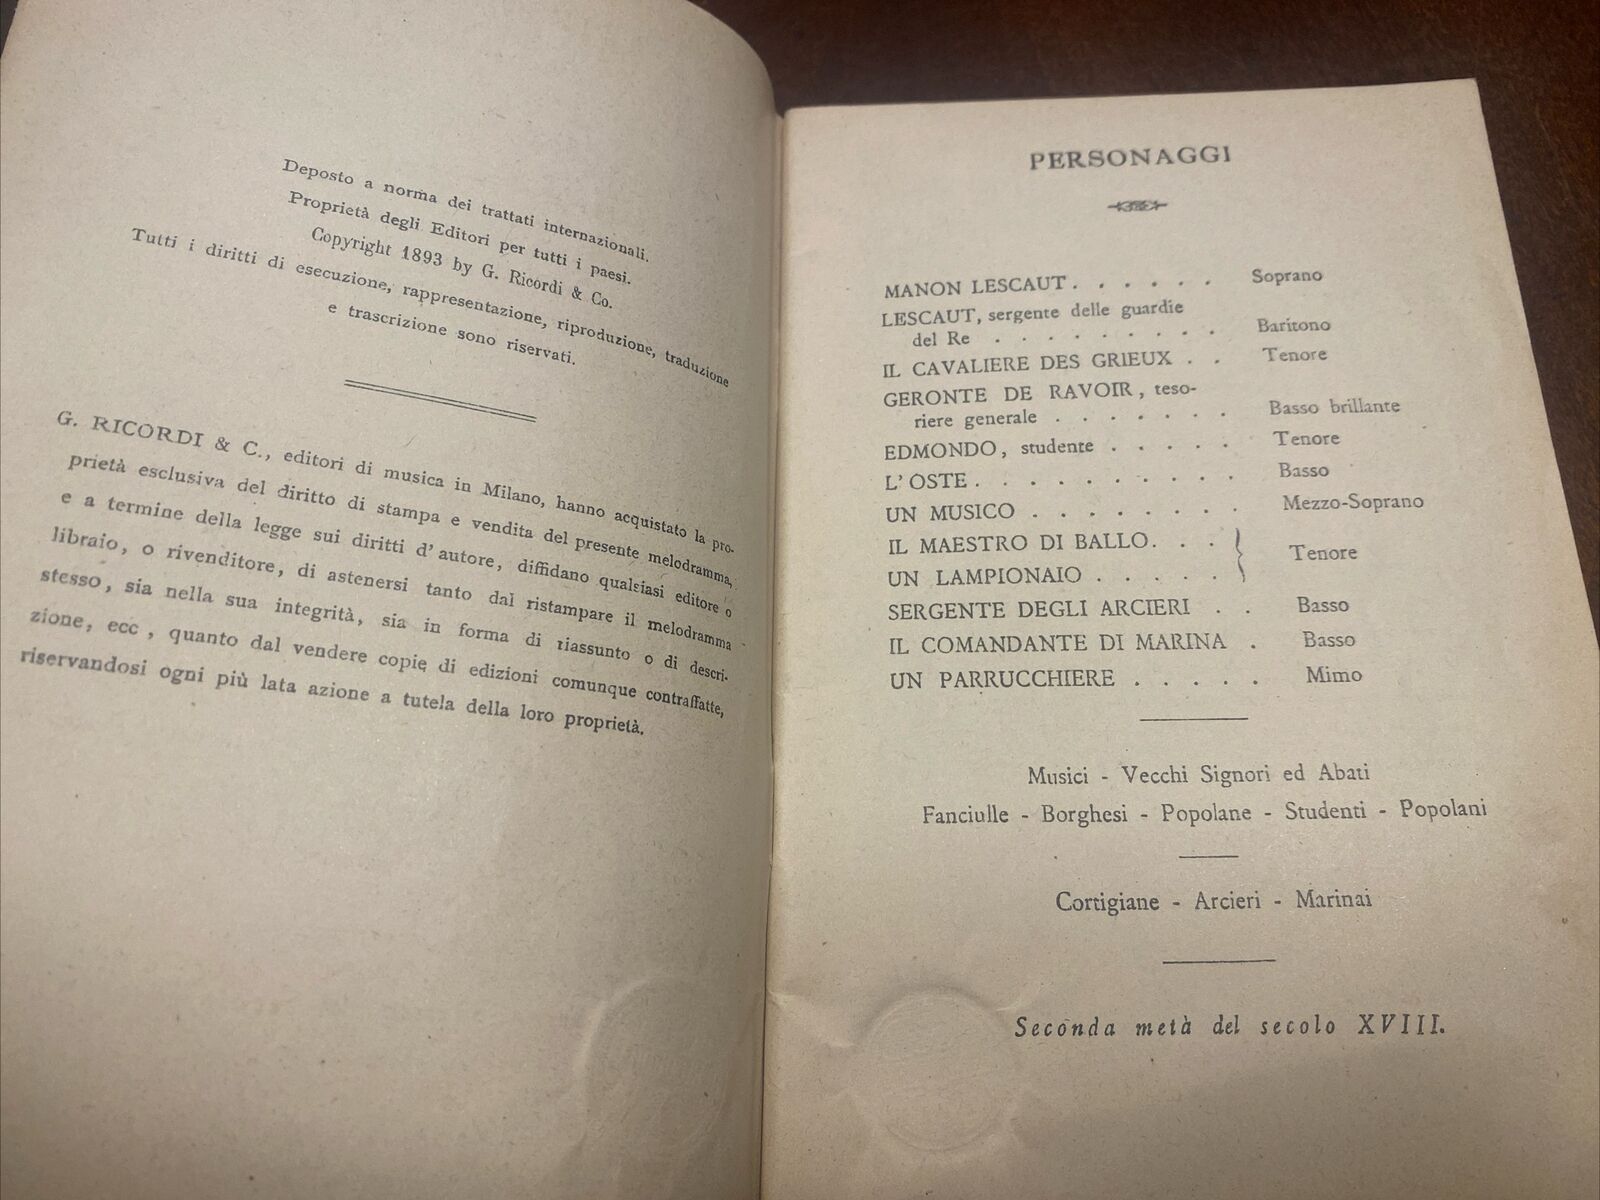 Deposto a norma dei trattati internazionali.
Proprietà degli Editori per tutti i paesi.
Copyright 1893 by G. Ricordi & Co.
Tutti i diritti di esecuzione, rappresentazione, riproduzione, traduzione
e trascrizione sono riservati.
G. RICORDI & C., editori di musica in Milano, hanno acquistato la pro-
prietà esclusiva del diritto di stampa e vendita del presente melodramma,
e a termine della legge sui diritti d'autore, diffidano qualsiasi editore o
libraio, o rivenditore, di astenersi tanto dal ristampare il melodramma
stesso, sia nella sua integrità, sia in forma di riassunto o di descri-
zione, ecc, quanto dal vendere copie di edizioni comunque contraffatte,
riservandosi ogni più lata azione a tutela della loro proprietà.
PERSONAGGI
MANON LESCAUT . . . . . . Soprano
LESCAUT, sergente delle guardie
del Re . . . . . . . . Baritono
IL CAVALIERE DES GRIEUX . . Tenore
GERONTE DE RAVOIR, teso-
riere generale . . . . . . . Basso brillante
EDMONDO, studente . . . . . Tenore
L'OSTE . . . . . . . . . . Basso
UN MUSICO . . . . . . . . Mezzo-Soprano
IL MAESTRO DI BALLO. . . }
UN LAMPIONAIO . . . . . } Tenore
SERGENTE DEGLI ARCIERI . . Basso
IL COMANDANTE DI MARINA . Basso
UN PARRUCCHIERE . . . . . Mimo
Musici - Vecchi Signori ed Abati
Fanciulle - Borghesi - Popolane - Studenti - Popolani
Cortigiane - Arcieri - Marinai
Seconda metà del secolo XVIII.